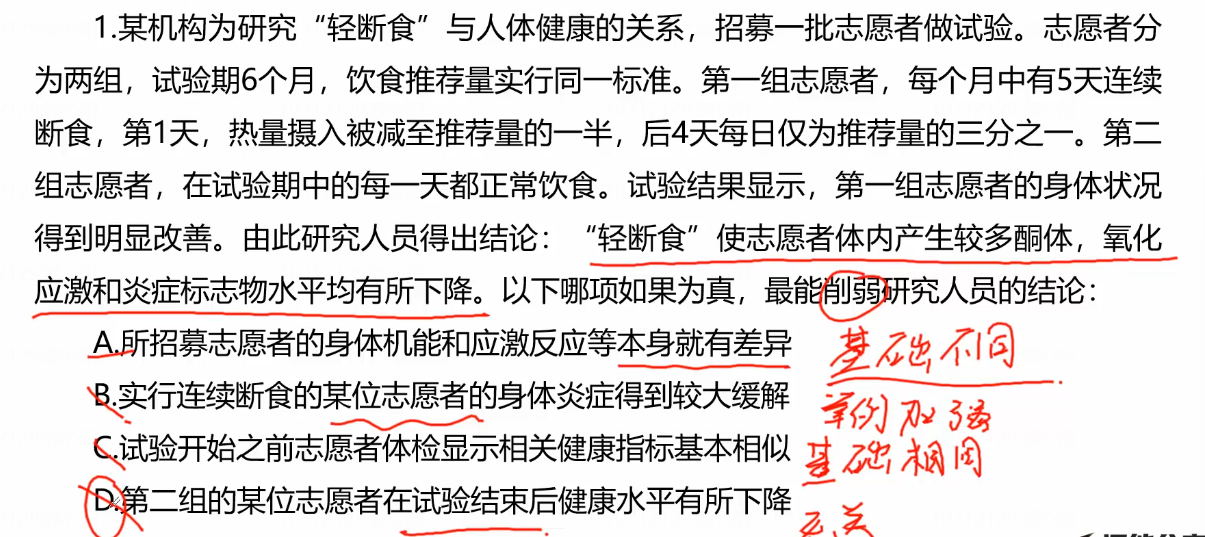 1.某机构为研究“轻断食”与人体健康的关系，招募一批志愿者做试验。志愿者分
为两组，试验期6个月，饮食推荐量实行同一标准。第一组志愿者，每个月中有5天连续
断食，第1天，热量摄入被减至推荐量的一半，后4天每日仅为推荐量的三分之一。第二
组志愿者，在试验期中的每一天都正常饮食。试验结果显示，第一组志愿者的身体状况
得到明显改善。由此研究人员得出结论：“轻断食”使志愿者体内产生较多酮体，氧化
应激和炎症标志物水平均有所下降。以下哪项如果为真，最能削弱研究人员的结论：
A.所招募志愿者的身体机能和应激反应等本身就有差异
基础不同
B.实行连续断食的某位志愿者的身体炎症得到较大缓解
举例加强
C.试验开始之前志愿者体检显示相关健康指标基本相似
基础相同
D.第二组的某位志愿者在试验结束后健康水平有所下降
无关